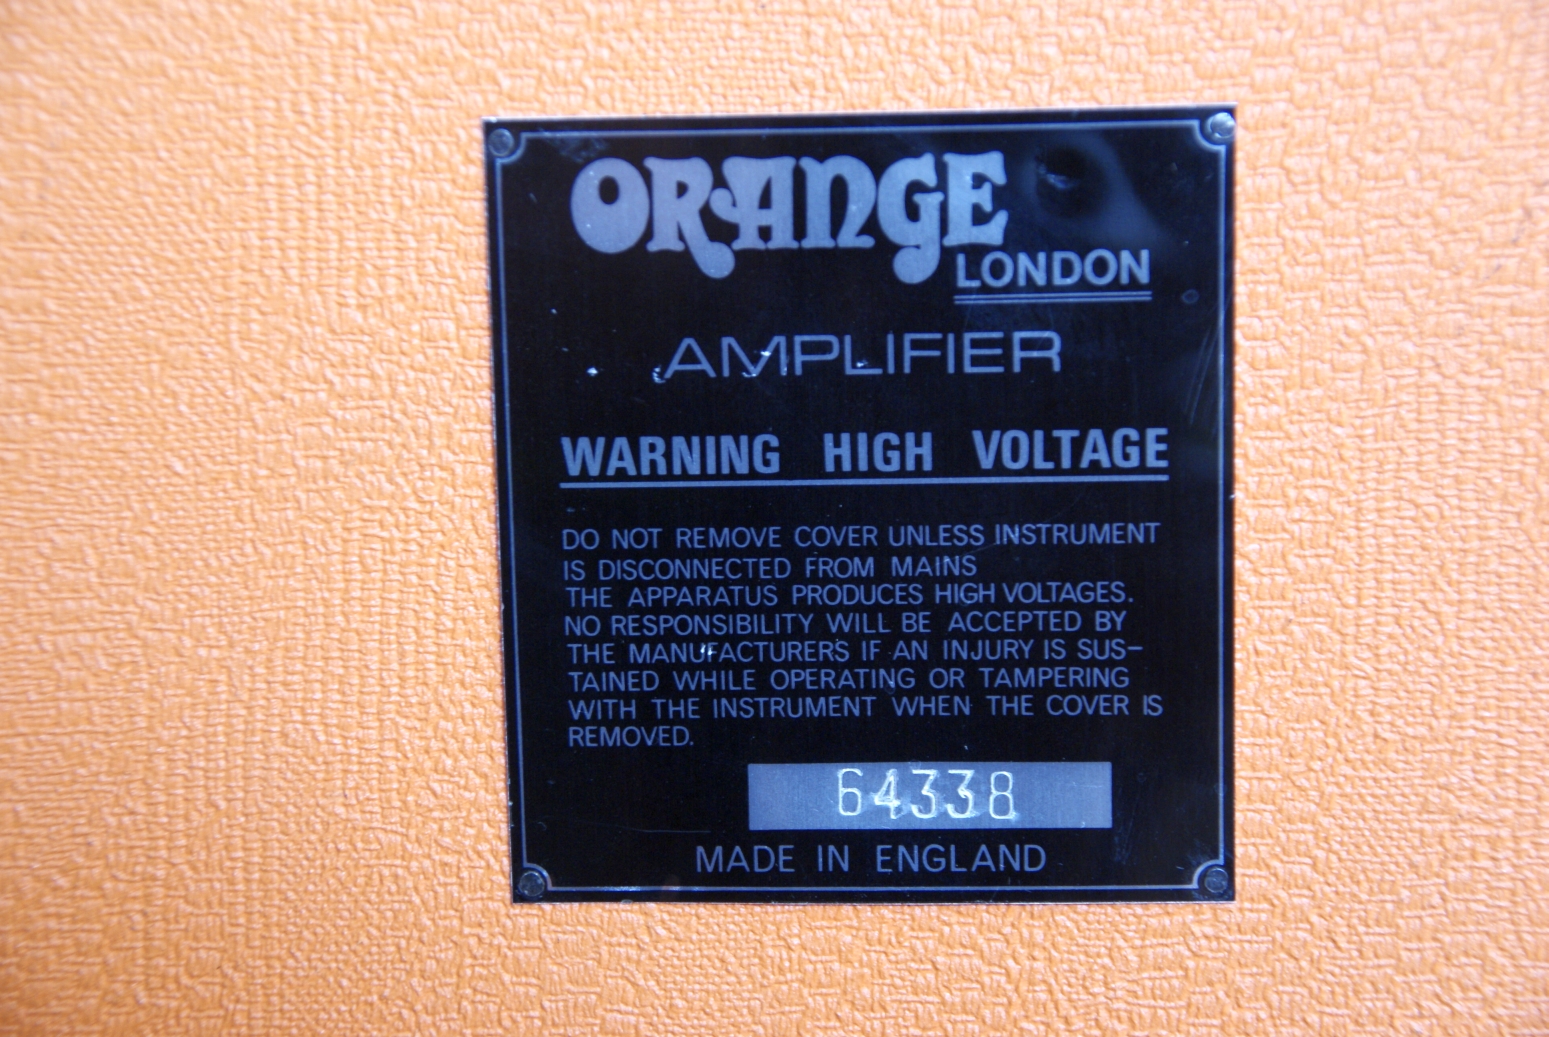 ORANGE
LONDON
AMPLIFIER
WARNING HIGH VOLTAGE
DO NOT REMOVE COVER UNLESS INSTRUMENT
IS DISCONNECTED FROM MAINS
THE APPARATUS PRODUCES HIGH VOLTAGES.
NO RESPONSIBILITY WILL BE ACCEPTED BY
THE MANUFACTURERS IF AN INJURY IS SUS–
TAINED WHILE OPERATING OR TAMPERING
WITH THE INSTRUMENT WHEN THE COVER IS
REMOVED.
64338
MADE IN ENGLAND